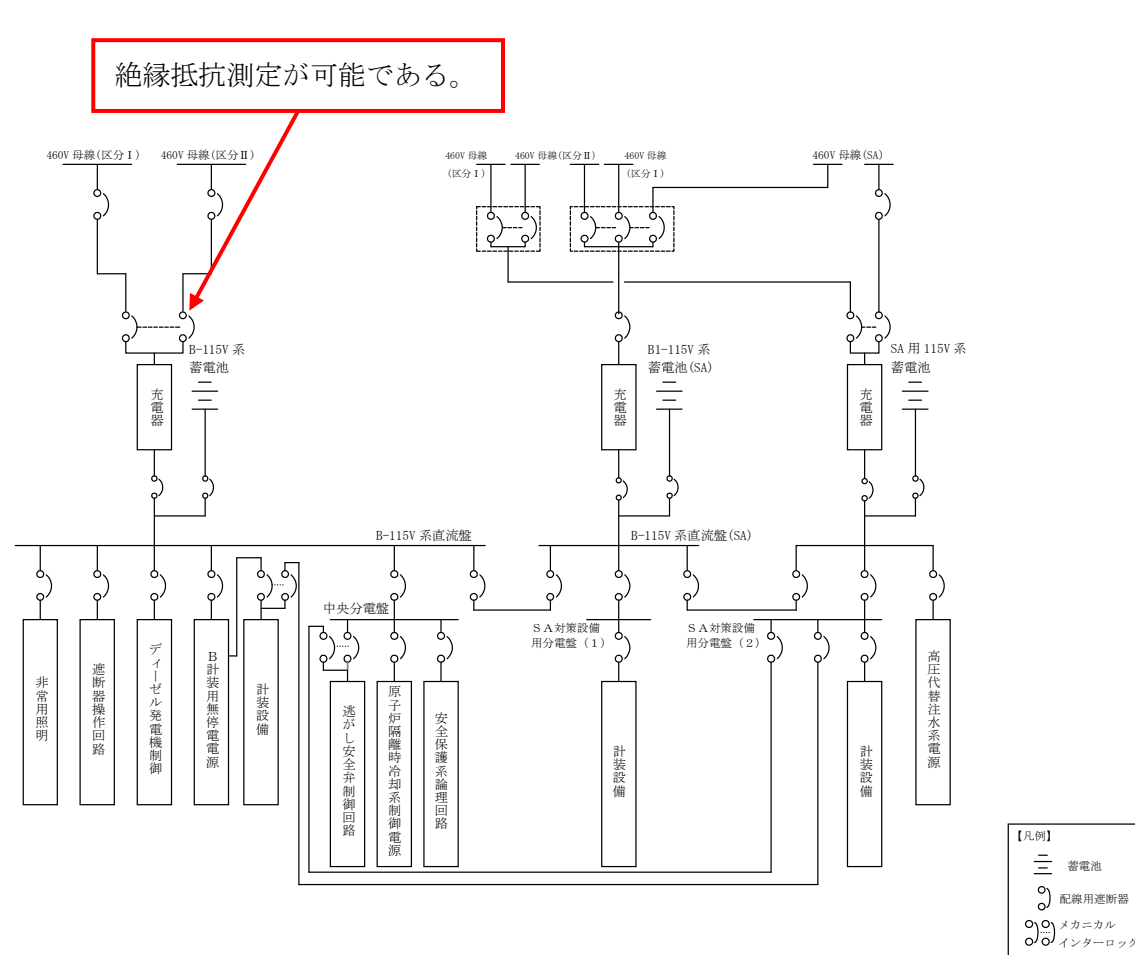 絶縁抵抗測定が可能である。
460V 母線(区分Ⅰ)
460V 母線(区分Ⅱ)
460V 母線
(区分Ⅰ)
460V 母線(区分Ⅱ)
460V 母線
(区分Ⅰ)
460V 母線(SA)
B-115V 系
蓄電池
B1-115V 系
蓄電池(SA)
SA 用 115V 系
蓄電池
充電器
充電器
充電器
B-115V 系直流盤
B-115V 系直流盤(SA)
中央分電盤
SA対策設備
用分電盤(1)
SA対策設備
用分電盤(2)
非常用照明
遮断器操作回路
ディーゼル発電機制御
B計装用無停電電源
計装設備
逃がし安全弁制御回路
原子炉隔離時冷却系制御電源
安全保護系論理回路
計装設備
計装設備
高圧代替注水系電源
【凡例】
蓄電池
配線用遮断器
メカニカル
インターロック